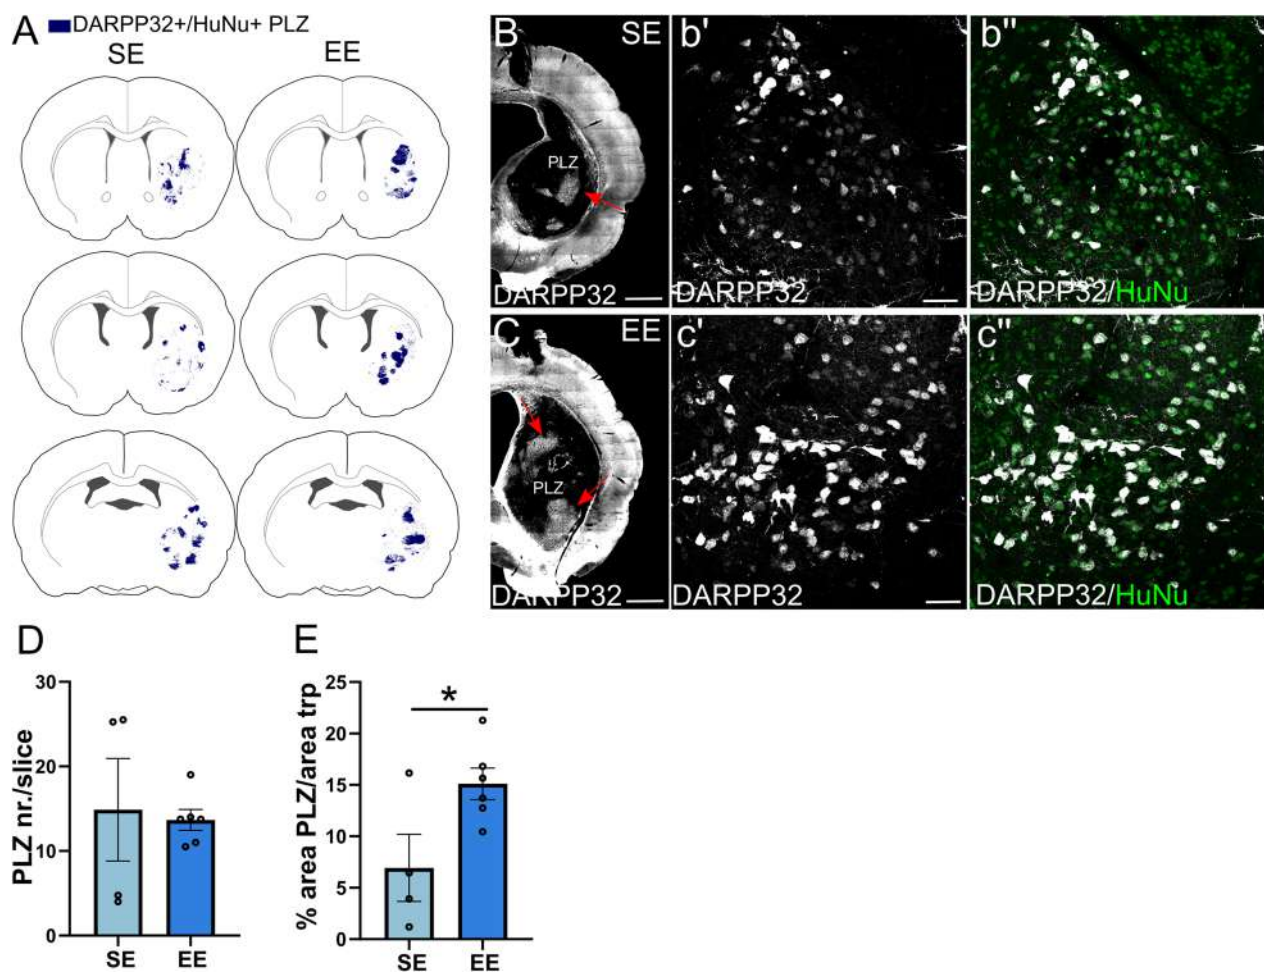 A
DARPP32+/HuNu+ PLZ
SE
EE
B
SE
PLZ
DARPP32
b'
DARPP32
b''
DARPP32/HuNu
C
EE
PLZ
DARPP32
c'
DARPP32
c''
DARPP32/HuNu
D
PLZ nr./slice
30
20
10
0
SE
EE
E
% area PLZ/area trp
25
20
15
10
5
0
*
SE
EE